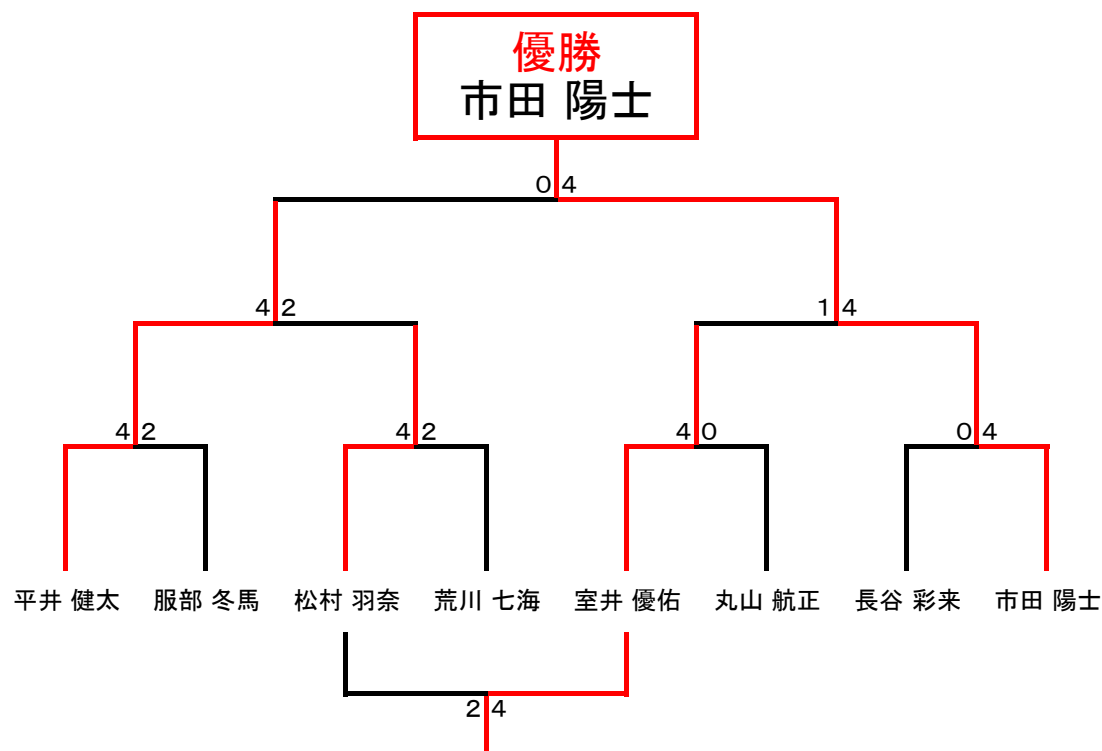 優勝
市田 陽士
0 4
4 2
1 4
4 2
4 2
4 0
0 4
平井 健太
服部 冬馬
松村 羽奈
荒川 七海
室井 優佑
丸山 航正
長谷 彩来
市田 陽士
2 4